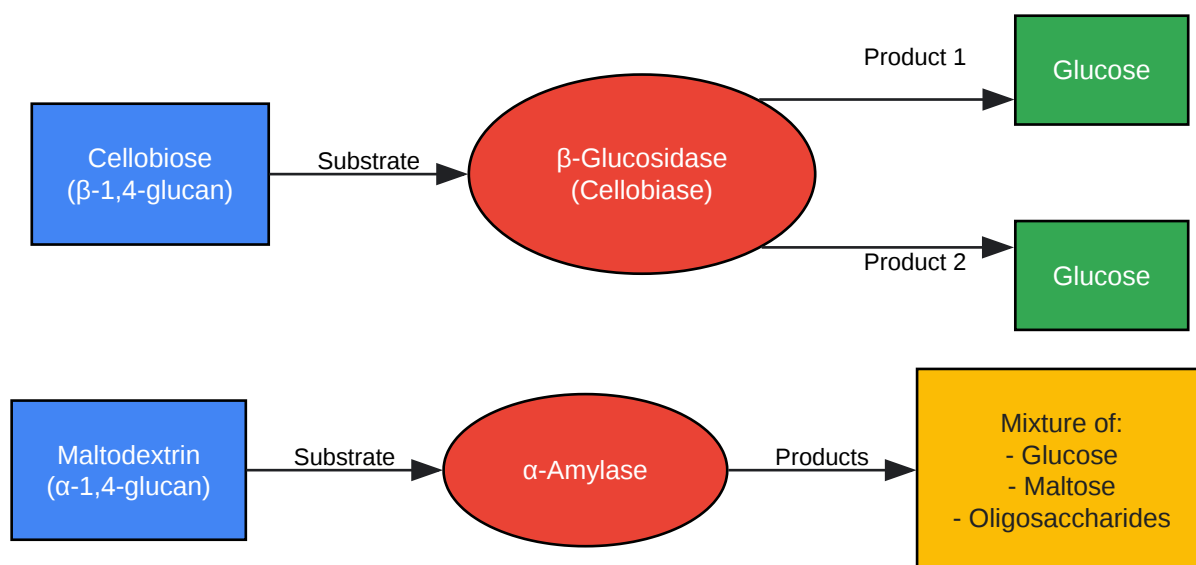 Cellobiose
(β-1,4-glucan)
Substrate
β-Glucosidase
(Cellobiase)
Product 1
Glucose
Product 2
Glucose
Maltodextrin
(α-1,4-glucan)
Substrate
α-Amylase
Products
Mixture of:
- Glucose
- Maltose
- Oligosaccharides